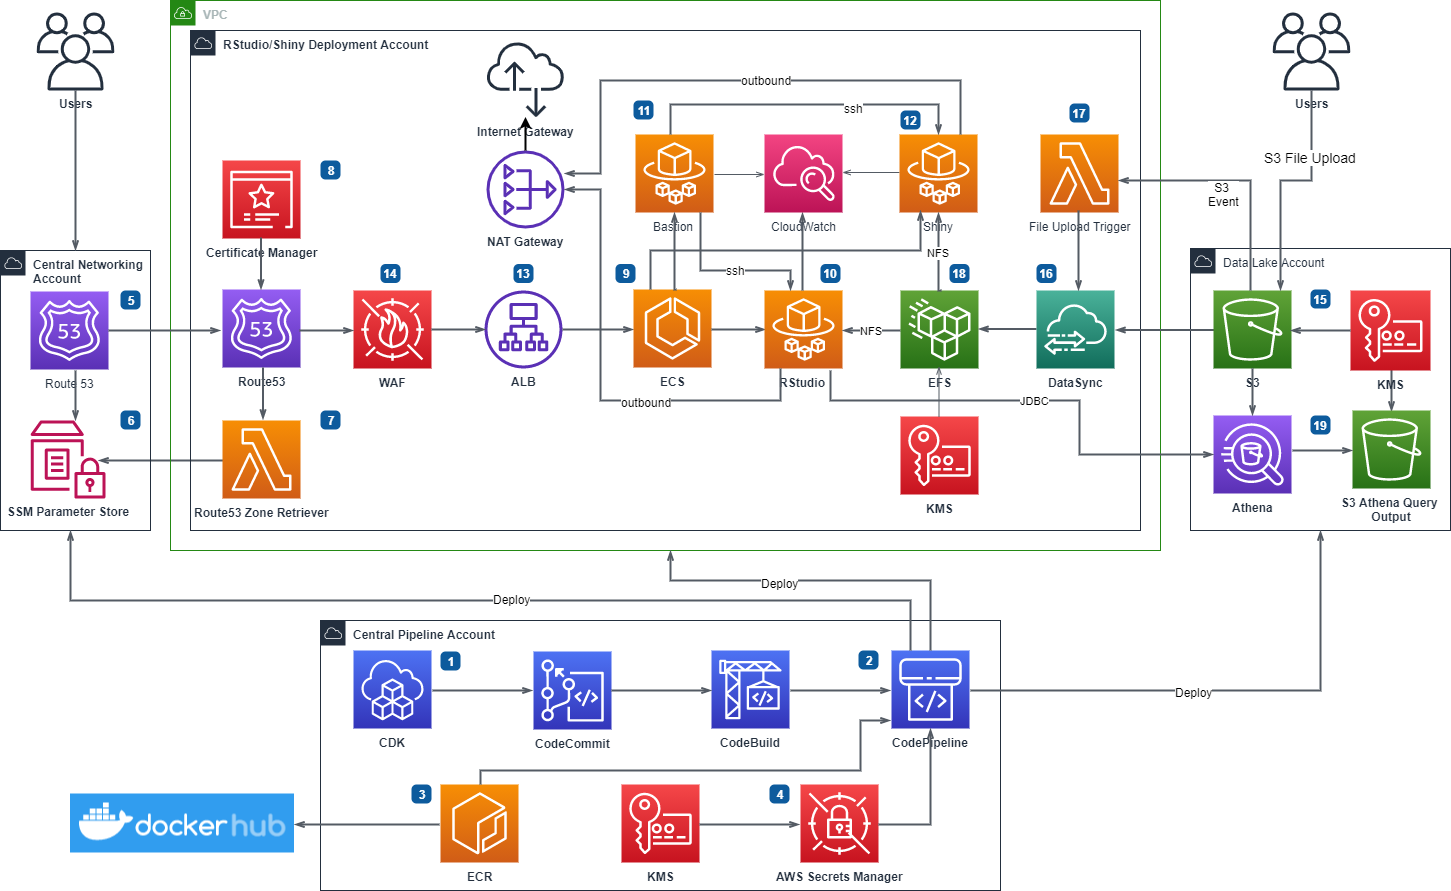 VPC
RStudio/Shiny Deployment Account
Users
Users
outbound
11
ssh
12
17
Internet Gateway
S3 File Upload
8
S3
Event
Bastion
CloudWatch
Shiny
File Upload Trigger
NAT Gateway
Certificate Manager
NFS
Central Networking
Account
Data Lake Account
5
14
13
9
ssh
10
18
16
15
53
53
NFS
Route 53
Route53
WAF
ALB
ECS
RStudio
EFS
DataSync
S3
KMS
outbound
JDBC
6
7
19
SSM Parameter Store
Route53 Zone Retriever
KMS
Athena
S3 Athena Query
Output
Deploy
Deploy
Central Pipeline Account
1
2
Deploy
CDK
CodeCommit
CodeBuild
CodePipeline
3
4
dockerhub
ECR
KMS
AWS Secrets Manager